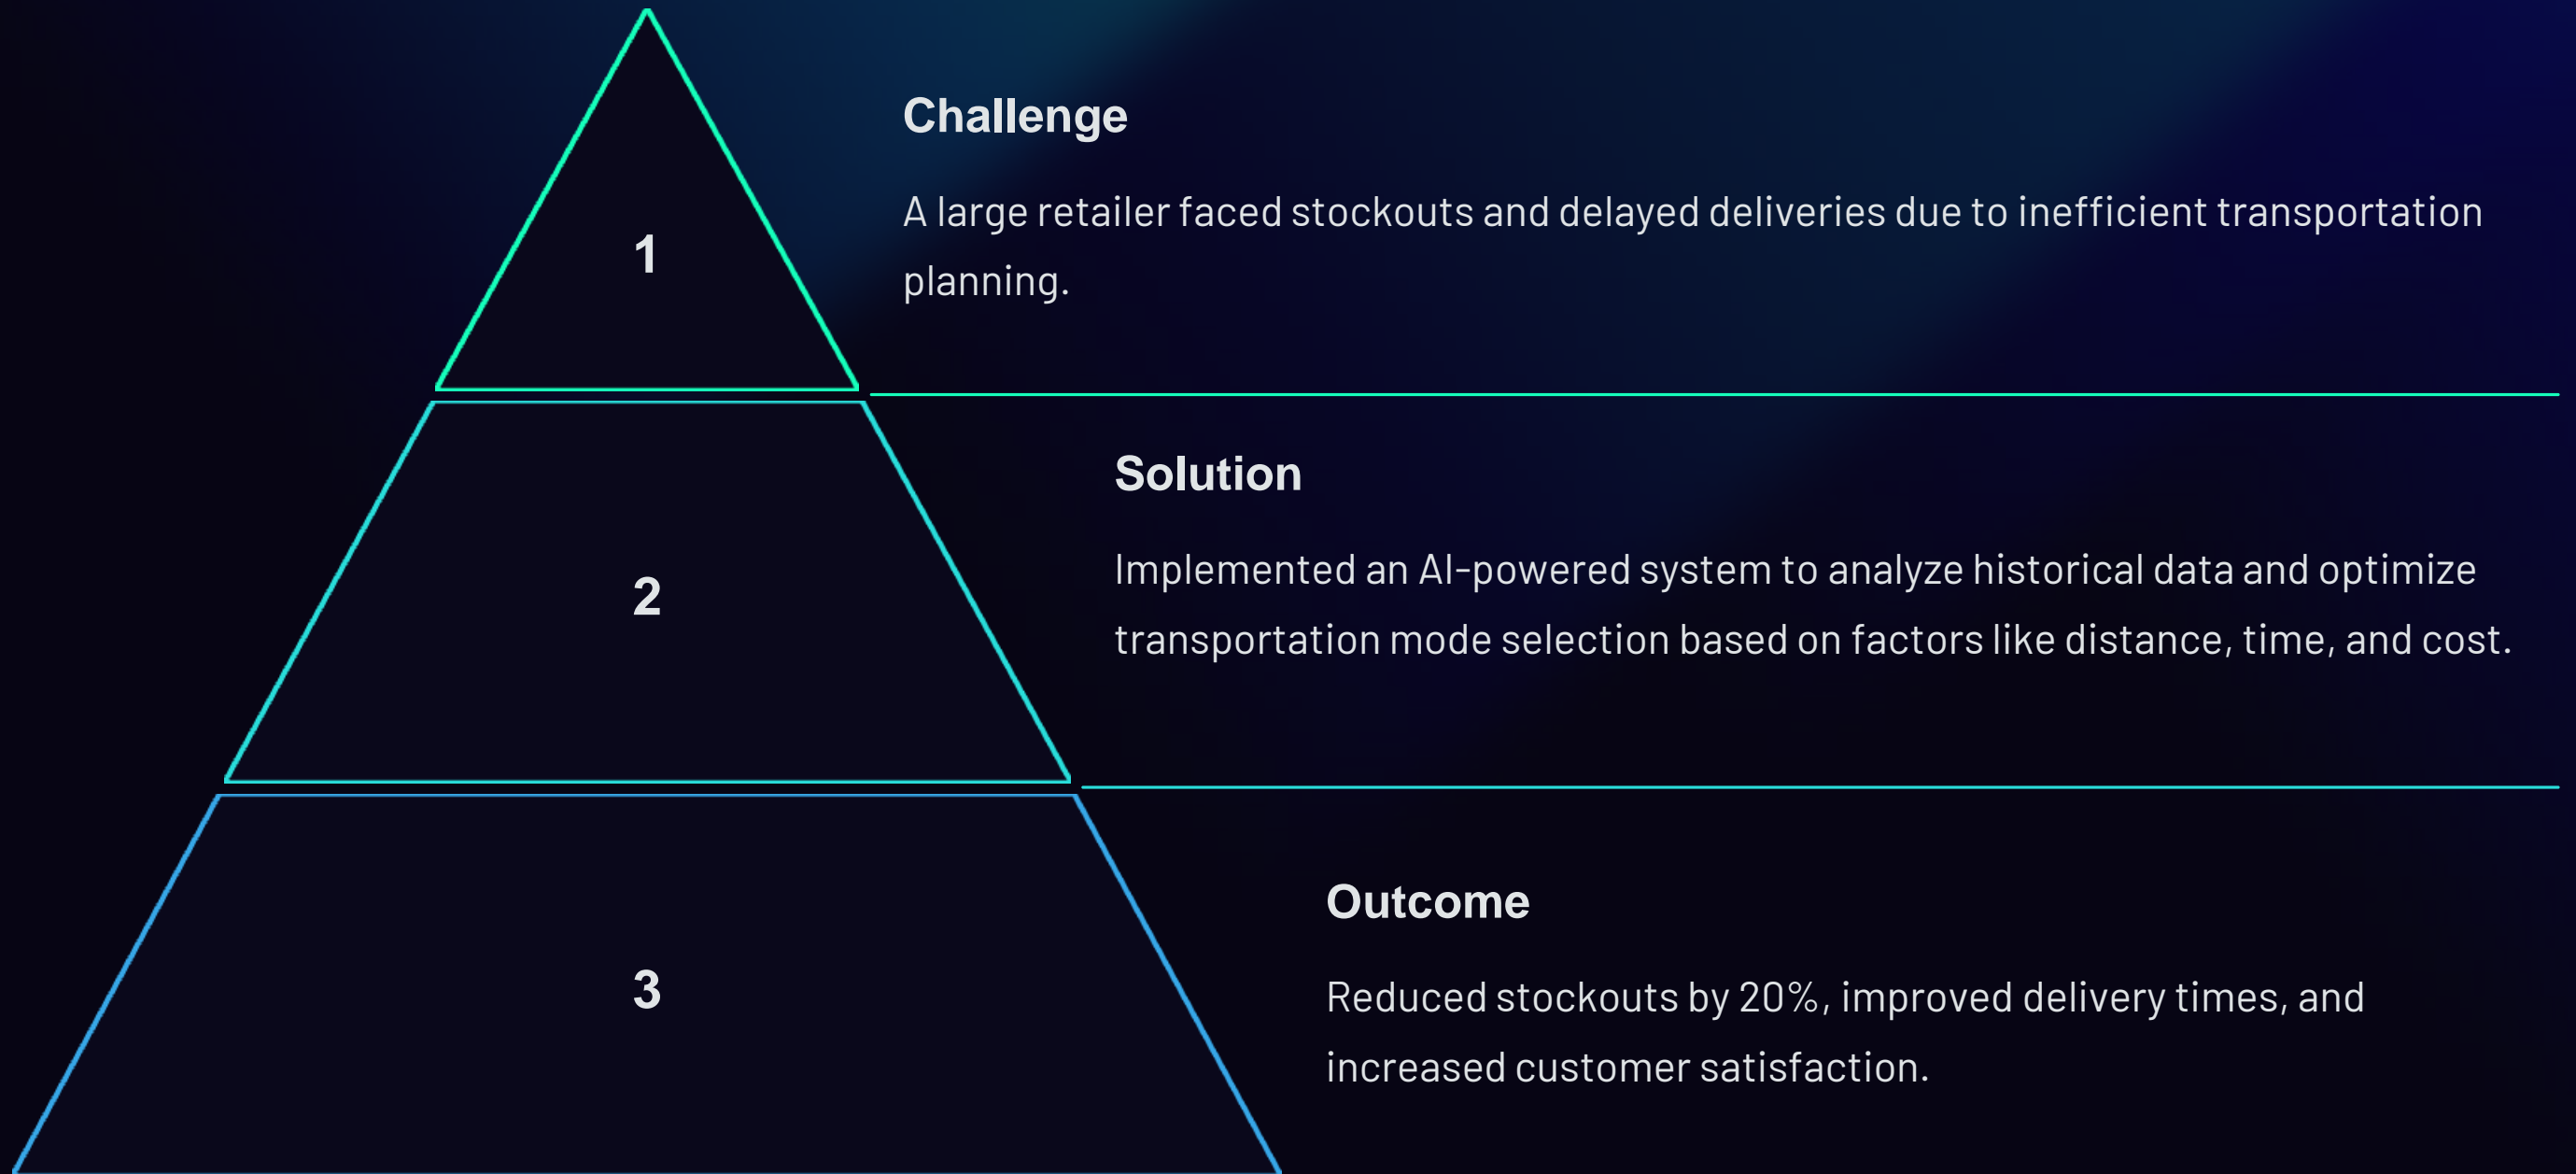 Challenge
A large retailer faced stockouts and delayed deliveries due to inefficient transportation
planning.
1
Solution
Implemented an AI-powered system to analyze historical data and optimize
transportation mode selection based on factors like distance, time, and cost.
2
Outcome
Reduced stockouts by 20%, improved delivery times, and
increased customer satisfaction.
3